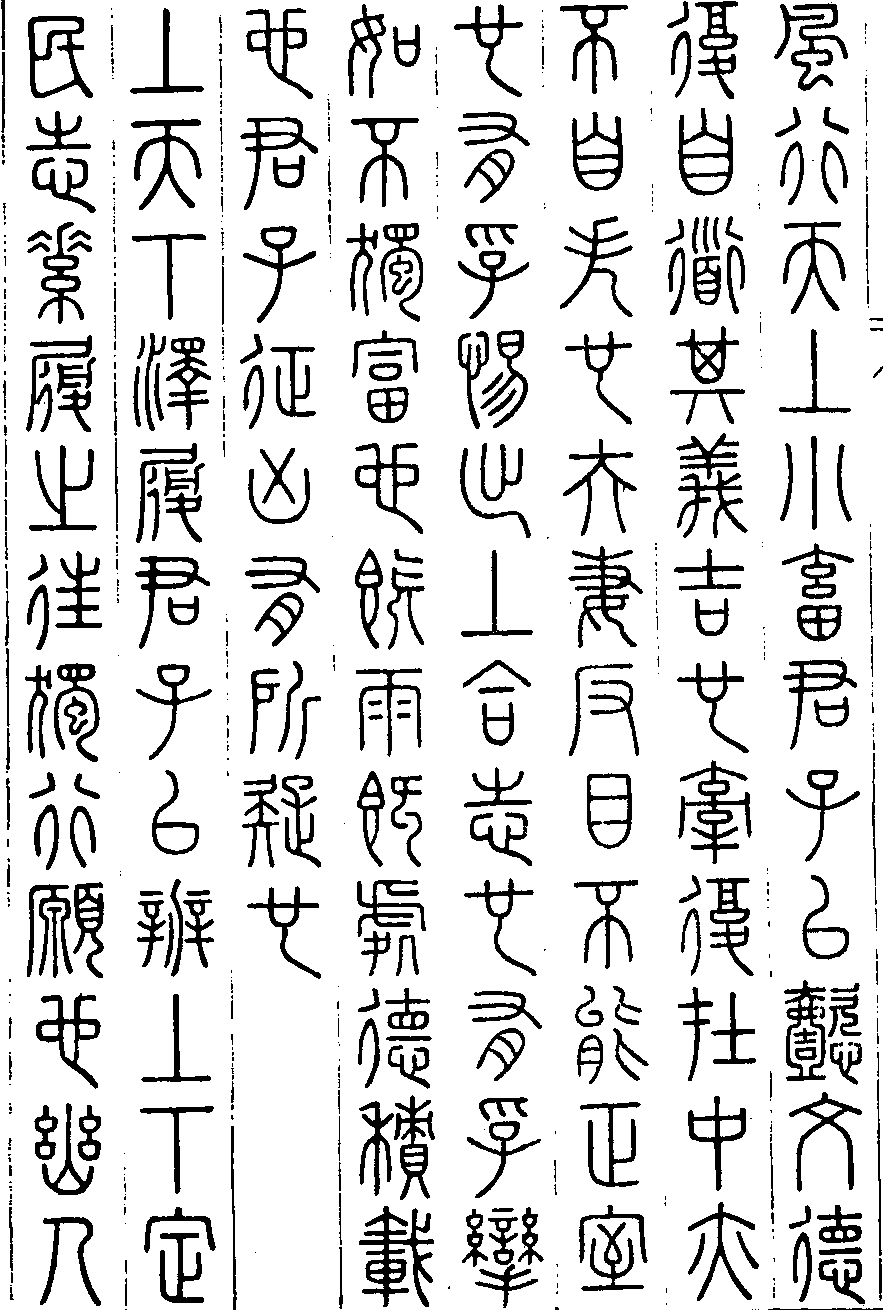 風行天上小畜君子以懿文德
復自道其義吉也牽復在中亦
不自失也夫妻反目不能正室
也有孚惕出上合志也有孚攣
如不獨富也既雨既處德積載
也君子征凶有所疑也
上天下澤履君子以辨上下定
民志素履之往獨行願也幽人